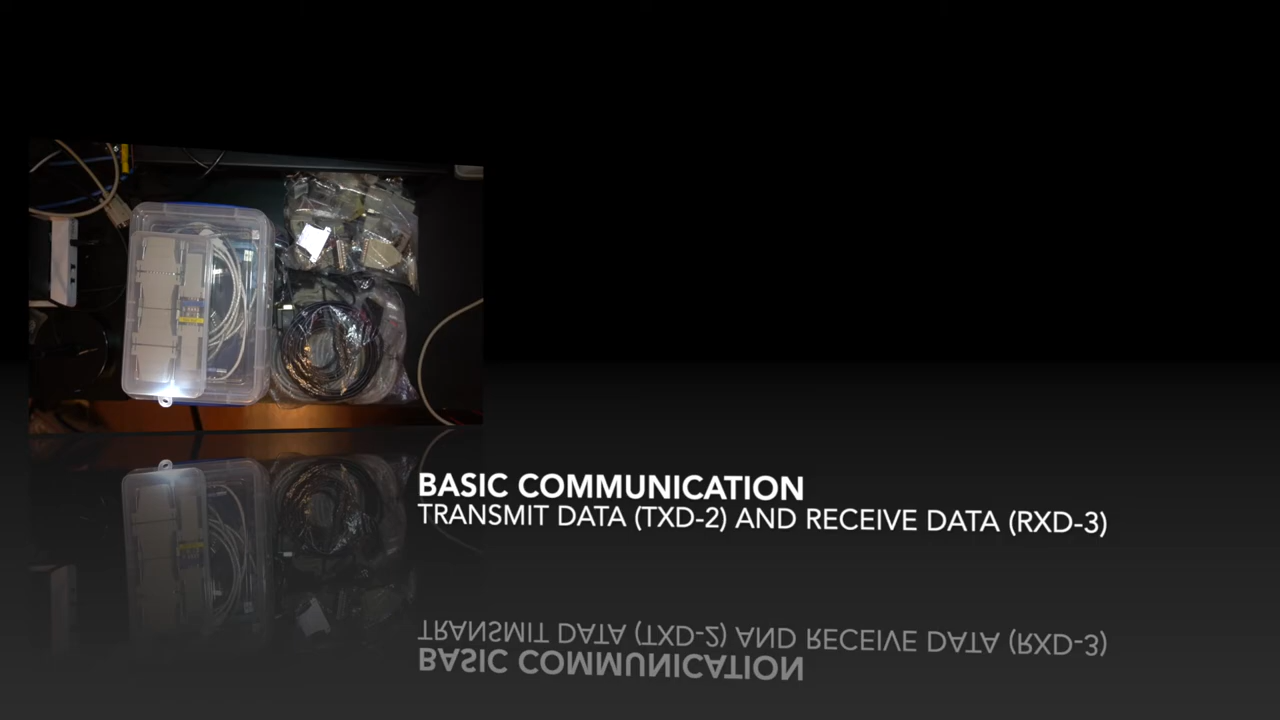 BASIC COMMUNICATION
TRANSMIT DATA (TXD-2) AND RECEIVE DATA (RXD-3)